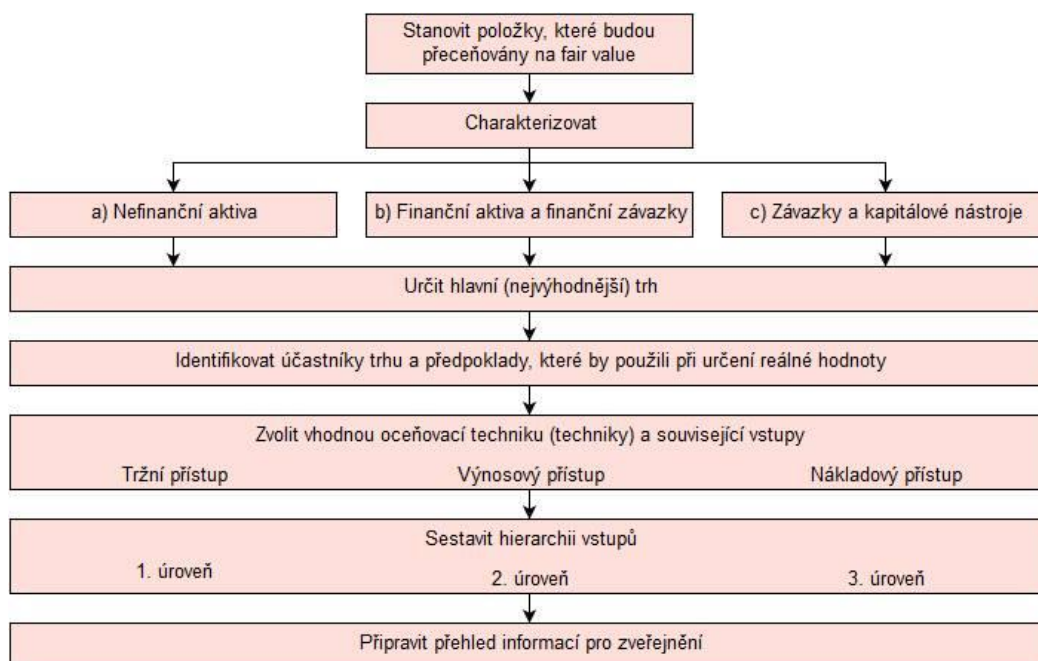 Stanovit položky, které budou
přeceňovány na fair value
Charakterizovat
a) Nefinanční aktiva
b) Finanční aktiva a finanční závazky
c) Závazky a kapitálové nástroje
Určit hlavní (nejvýhodnější) trh
Identifikovat účastníky trhu a předpoklady, které by použili při určení reálné hodnoty
Zvolit vhodnou oceňovací techniku (techniky) a související vstupy
Tržní přístup
Výnosový přístup
Nákladový přístup
Sestavit hierarchii vstupů
1. úroveň
2. úroveň
3. úroveň
Připravit přehled informací pro zveřejnění